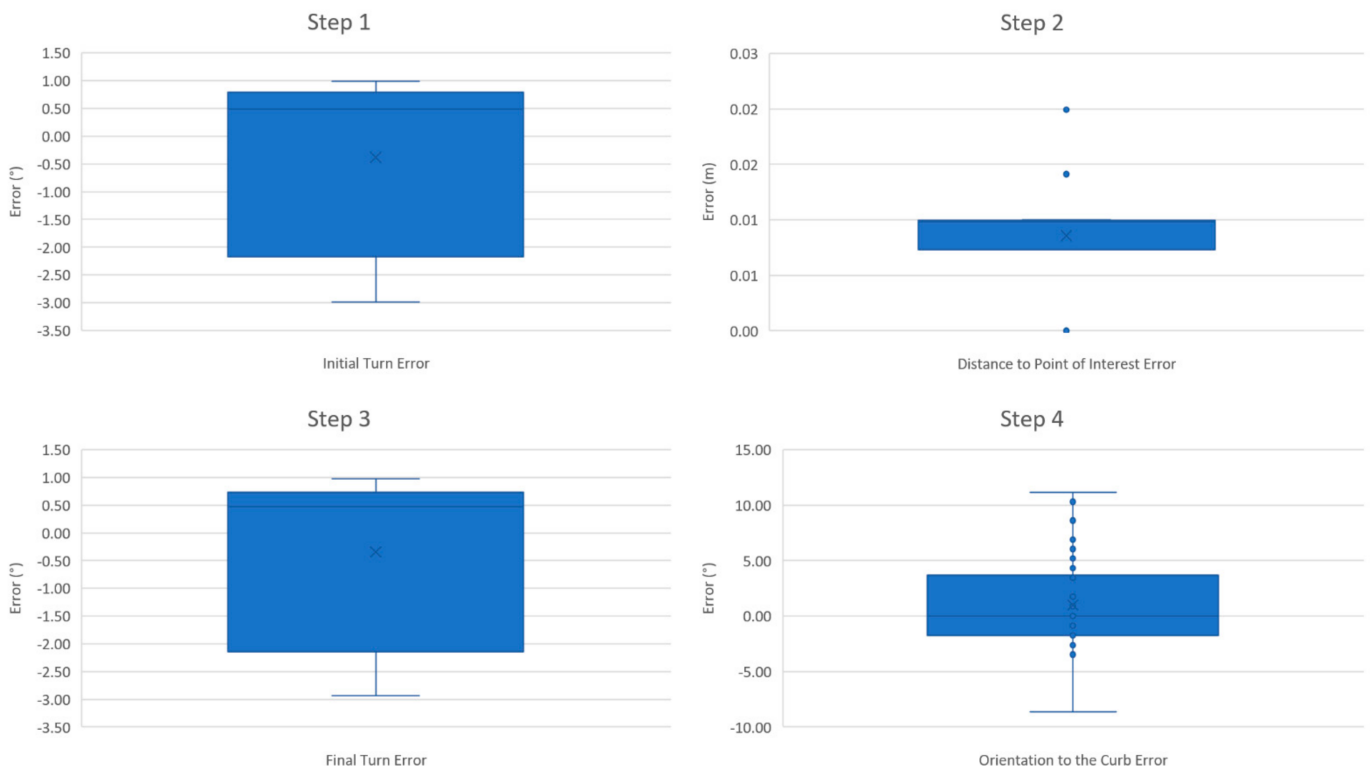 Step 1
1.50
1.00
0.50
0.00
-0.50
-1.00
-1.50
-2.00
-2.50
-3.00
-3.50
Error (°)
Initial Turn Error
Step 2
0.03
0.02
0.02
0.01
0.01
0.00
Error (m)
Distance to Point of Interest Error
Step 3
1.50
1.00
0.50
0.00
-0.50
-1.00
-1.50
-2.00
-2.50
-3.00
-3.50
Error (°)
Final Turn Error
Step 4
15.00
10.00
5.00
0.00
-5.00
-10.00
Error (°)
Orientation to the Curb Error